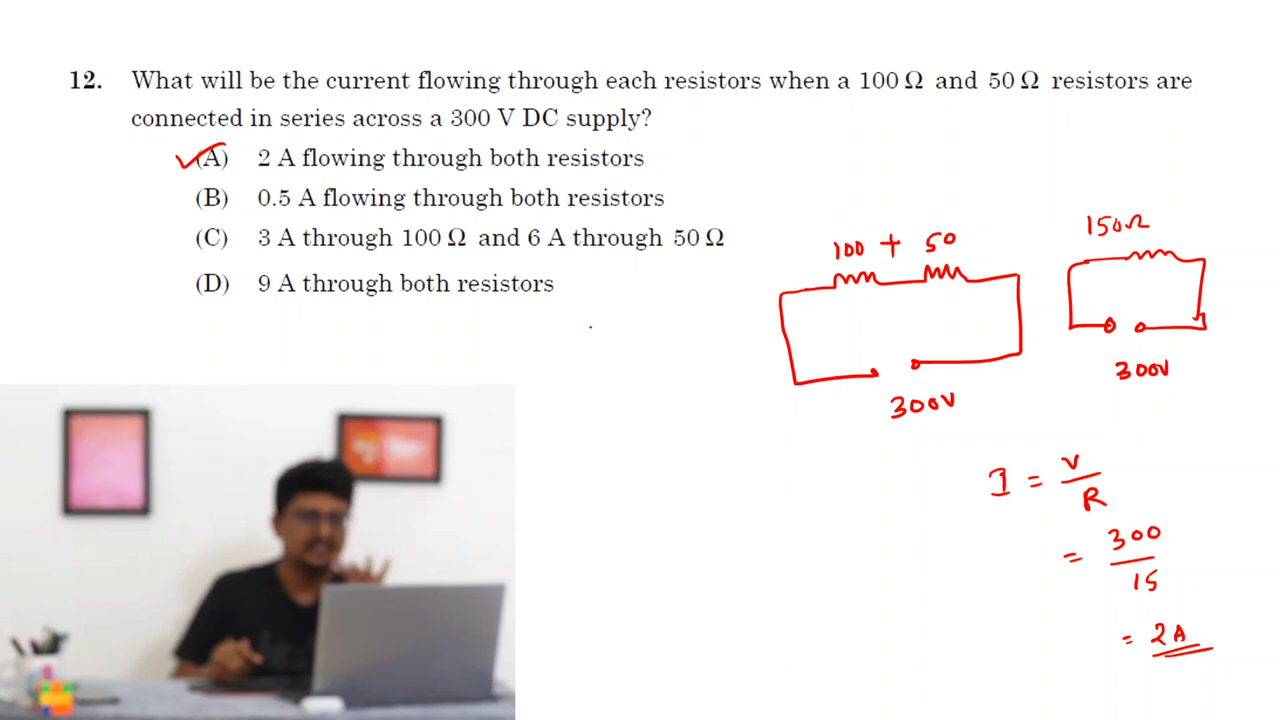 12. What will be the current flowing through each resistors when a 100 Ω and 50 Ω resistors are
connected in series across a 300 V DC supply?
(A) 2 A flowing through both resistors
(B) 0.5 A flowing through both resistors
(C) 3 A through 100 Ω and 6 A through 50 Ω
(D) 9 A through both resistors
100 + 50
300V
150Ω
300V
I = V
R
= 300
15
= 2A